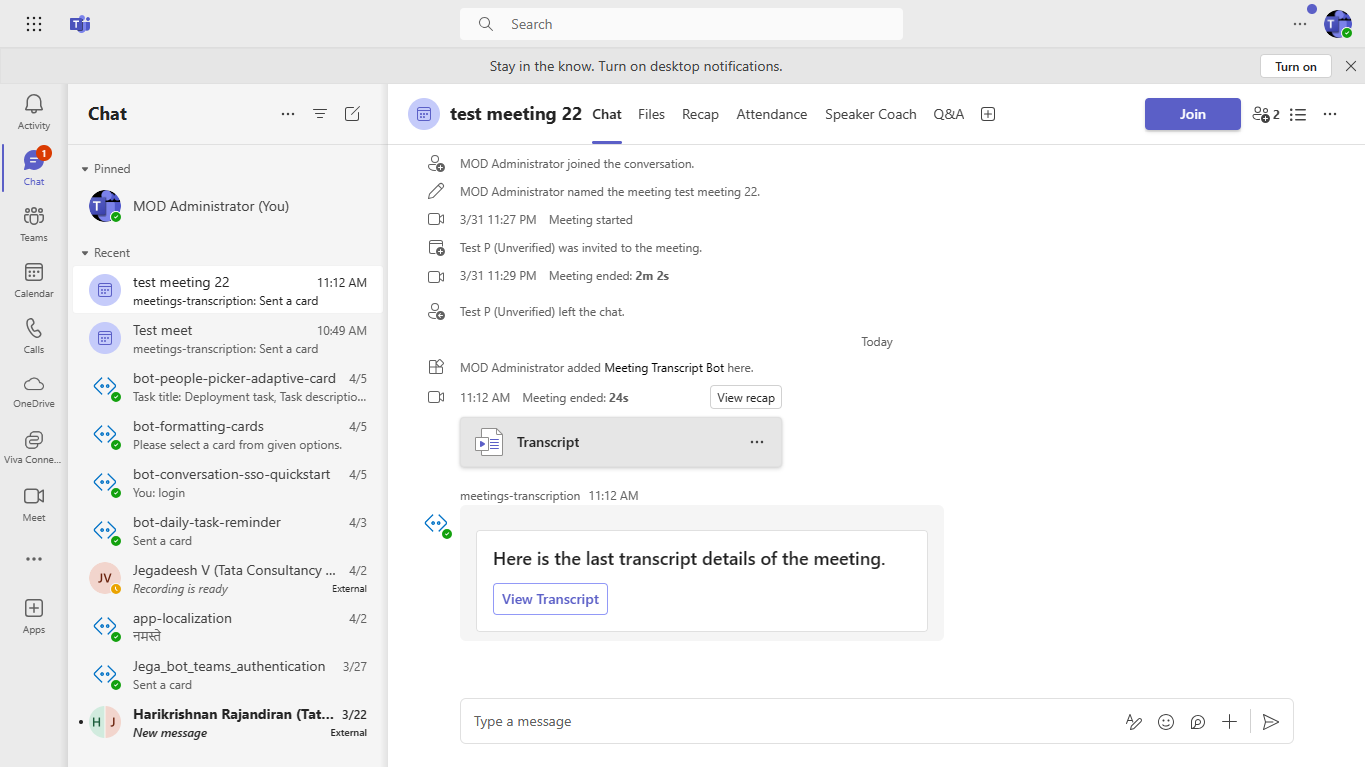 Search
Stay in the know. Turn on desktop notifications.
Turn on
Activity
1
Chat
Teams
Calendar
Calls
OneDrive
Viva Conne...
Meet
Apps
Chat
Pinned
MOD Administrator (You)
Recent
test meeting 22 11:12 AM
meetings-transcription: Sent a card
Test meet 10:49 AM
meetings-transcription: Sent a card
bot-people-picker-adaptive-card 4/5
Task title: Deployment task, Task descriptio...
bot-formatting-cards 4/5
Please select a card from given options.
bot-conversation-sso-quickstart 4/5
You: login
bot-daily-task-reminder 4/3
Sent a card
JV
Jegadeesh V (Tata Consultancy ... 4/2
Recording is ready External
app-localization 4/2
नमस्ते
Jega_bot_teams_authentication 3/27
Sent a card
H J
Harikrishnan Rajandiran (Tat... 3/22
New message External
test meeting 22 Chat Files Recap Attendance Speaker Coach Q&A Join 2
MOD Administrator joined the conversation.
MOD Administrator named the meeting test meeting 22.
3/31 11:27 PM Meeting started
Test P (Unverified) was invited to the meeting.
3/31 11:29 PM Meeting ended: 2m 2s
Test P (Unverified) left the chat.
Today
MOD Administrator added Meeting Transcript Bot here.
11:12 AM Meeting ended: 24s View recap
Transcript
meetings-transcription 11:12 AM
Here is the last transcript details of the meeting.
View Transcript
Type a message